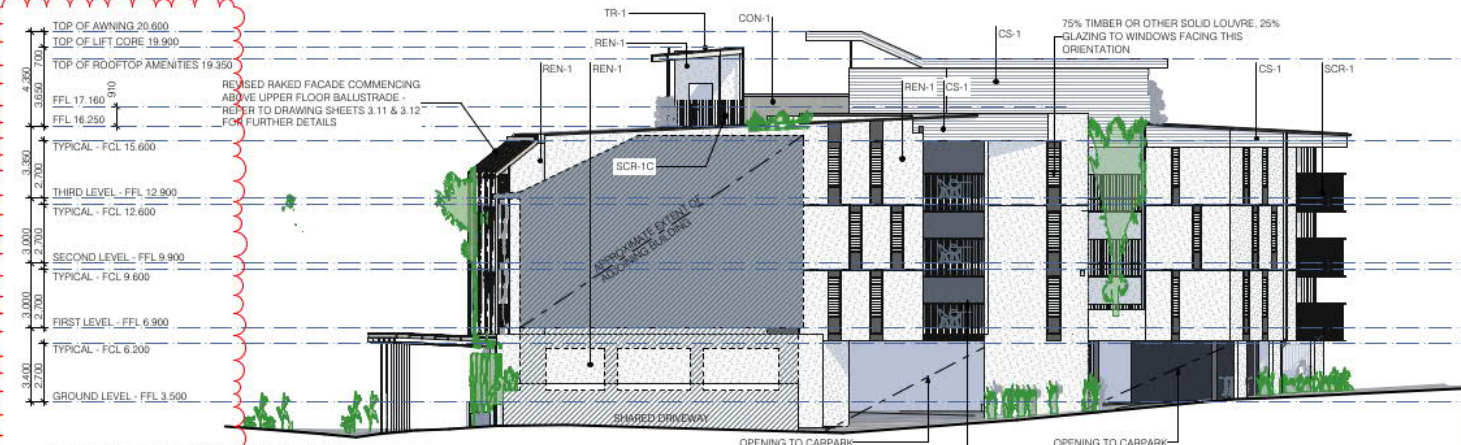 TOP OF AWNING 20.600
TOP OF LIFT CORE 19.900
TOP OF ROOFTOP AMENITIES 19.350
FFL 17.160
FFL 16.250
TYPICAL - FCL 15.600
THIRD LEVEL - FFL 12.900
TYPICAL - FCL 12.600
SECOND LEVEL - FFL 9.900
TYPICAL - FCL 9.600
FIRST LEVEL - FFL 6.900
TYPICAL - FCL 6.200
GROUND LEVEL - FFL 3.500
4.350
700
3.650
910
3.350
2.700
3.000
2.700
3.000
2.700
3.400
2.700
REVISED RAKED FACADE COMMENCING
ABOVE UPPER FLOOR BALUSTRADE -
REFER TO DRAWING SHEETS 3.11 & 3.12
FOR FURTHER DETAILS
TR-1
REN-1
CON-1
REN-1
REN-1
SCR-1C
CS-1
75% TIMBER OR OTHER SOLID LOUVRE, 25%
GLAZING TO WINDOWS FACING THIS
ORIENTATION
REN-1
CS-1
CS-1
SCR-1
APPROXIMATE EXTENT OF
ADJOINING BUILDING
SHARED DRIVEWAY
OPENING TO CARPARK
OPENING TO CARPARK